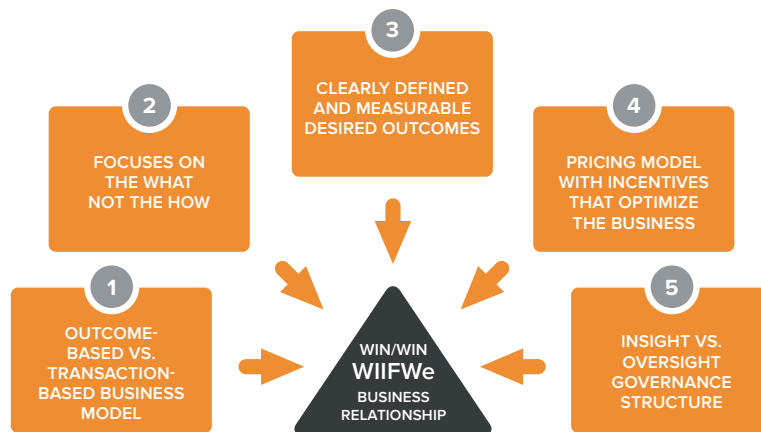 1
OUTCOME-
BASED VS.
TRANSACTION-
BASED BUSINESS
MODEL
2
FOCUSES ON
THE WHAT
NOT THE HOW
3
CLEARLY DEFINED
AND MEASURABLE
DESIRED OUTCOMES
4
PRICING MODEL
WITH INCENTIVES
THAT OPTIMIZE
THE BUSINESS
5
INSIGHT VS.
OVERSIGHT
GOVERNANCE
STRUCTURE
WIN/WIN
WIIFWe
BUSINESS
RELATIONSHIP